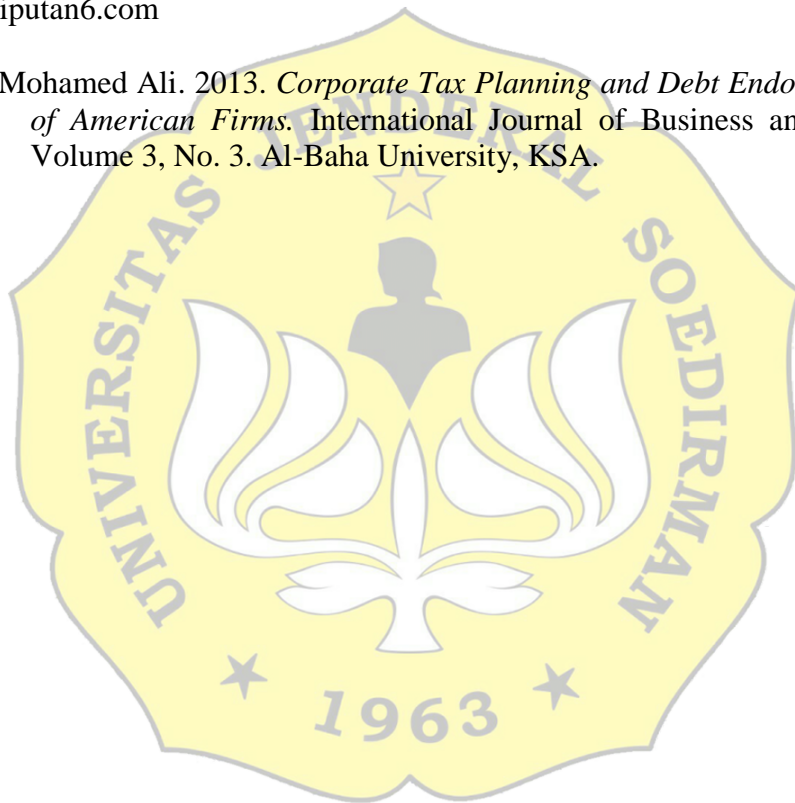 iputan6.com
Mohamed Ali. 2013. Corporate Tax Planning and Debt Endo
of American Firms. International Journal of Business an
Volume 3, No. 3. Al-Baha University, KSA.
UNIVERSITAS JENDERAL SOEDIRMAN
1963